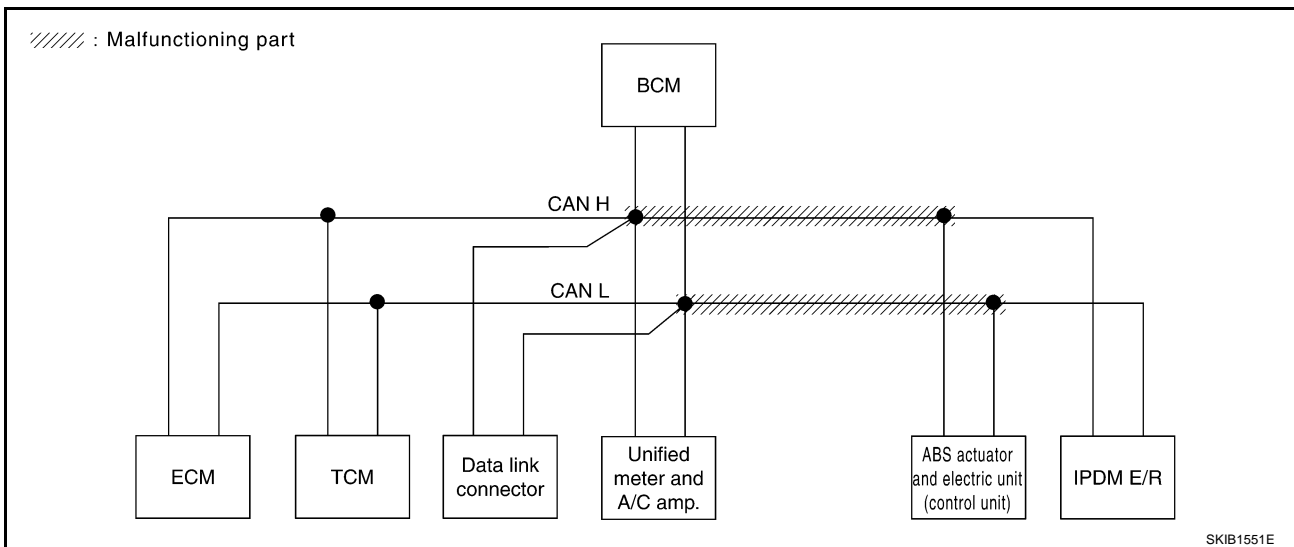 : Malfunctioning part
BCM
CAN H
CAN L
ECM
TCM
Data link
connector
Unified
meter and
A/C amp.
ABS actuator
and electric unit
(control unit)
IPDM E/R
SKIB1551E